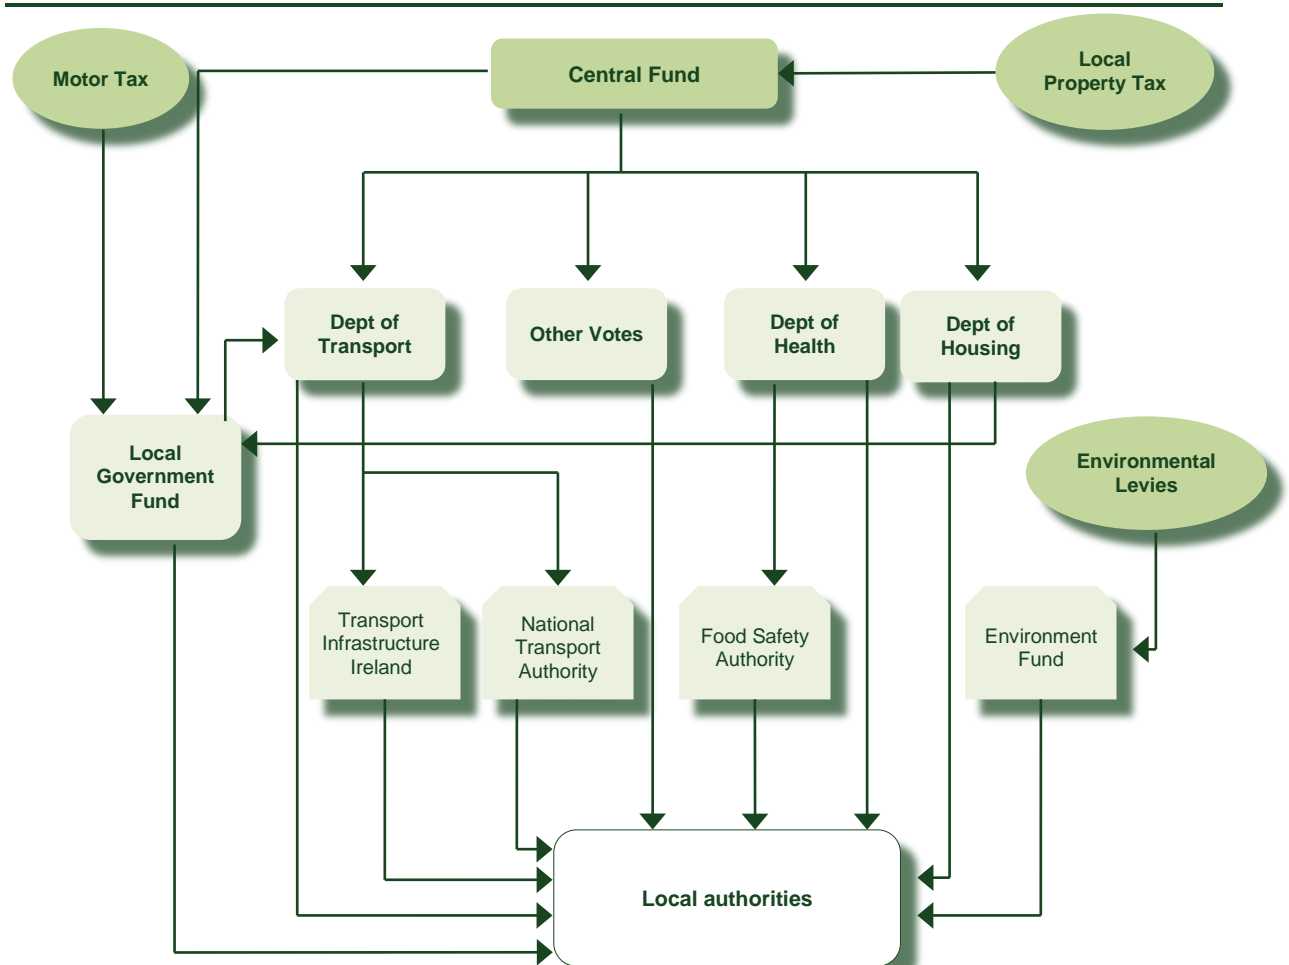 Motor Tax
Central Fund
Local
Property Tax
Dept of
Transport
Other Votes
Dept of
Health
Dept of
Housing
Local
Government
Fund
Environmental
Levies
Transport
Infrastructure
Ireland
National
Transport
Authority
Food Safety
Authority
Environment
Fund
Local authorities